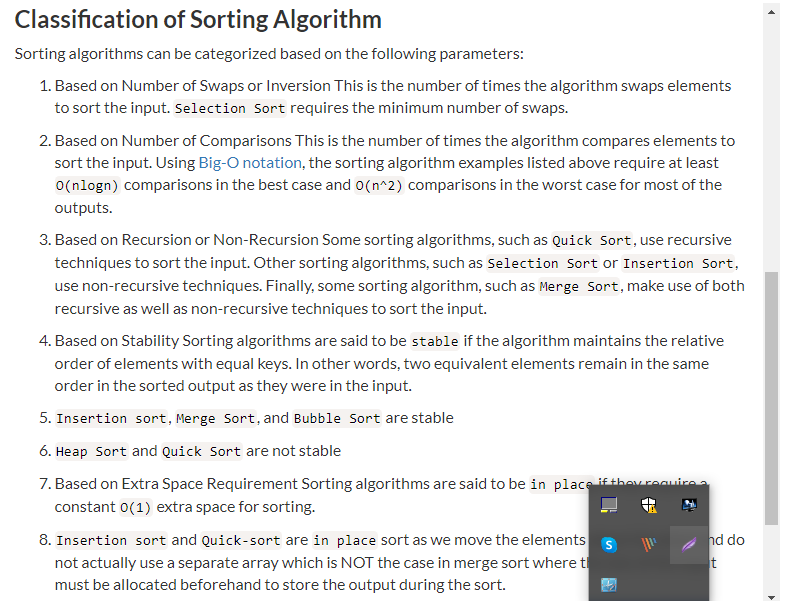 Classification of Sorting Algorithm
Sorting algorithms can be categorized based on the following parameters:
1. Based on Number of Swaps or Inversion This is the number of times the algorithm swaps elements
to sort the input. Selection Sort requires the minimum number of swaps.
2. Based on Number of Comparisons This is the number of times the algorithm compares elements to
sort the input. Using Big-O notation, the sorting algorithm examples listed above require at least
O(nlogn) comparisons in the best case and O(n^2) comparisons in the worst case for most of the
outputs.
3. Based on Recursion or Non-Recursion Some sorting algorithms, such as Quick Sort, use recursive
techniques to sort the input. Other sorting algorithms, such as Selection Sort or Insertion Sort,
use non-recursive techniques. Finally, some sorting algorithm, such as Merge Sort, make use of both
recursive as well as non-recursive techniques to sort the input.
4. Based on Stability Sorting algorithms are said to be stable if the algorithm maintains the relative
order of elements with equal keys. In other words, two equivalent elements remain in the same
order in the sorted output as they were in the input.
5. Insertion sort, Merge Sort, and Bubble Sort are stable
6. Heap Sort and Quick Sort are not stable
7. Based on Extra Space Requirement Sorting algorithms are said to be in place if they require a
constant O(1) extra space for sorting.
8. Insertion sort and Quick-sort are in place sort as we move the elements nd do
not actually use a separate array which is NOT the case in merge sort where t
must be allocated beforehand to store the output during the sort.